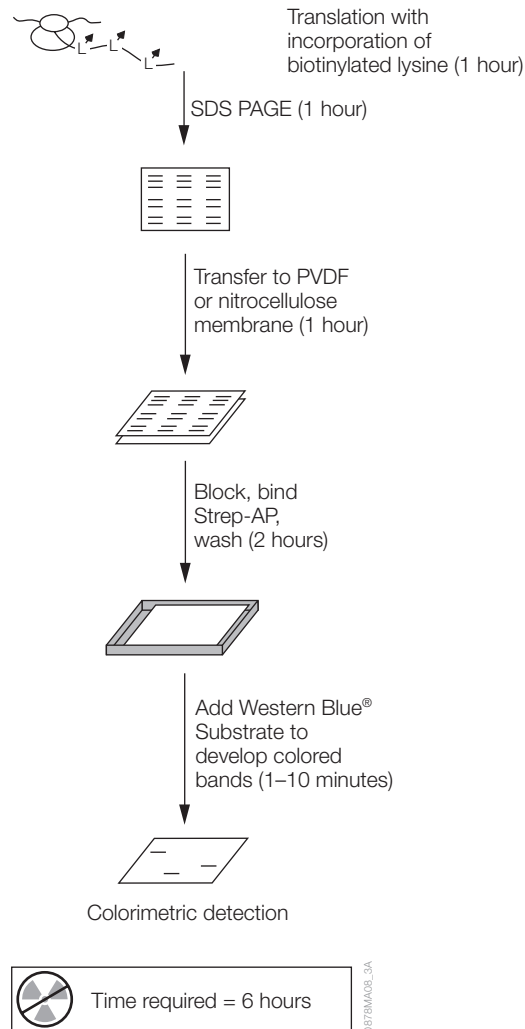 Translation with
incorporation of
biotinylated lysine (1 hour)
L
L
L
SDS PAGE (1 hour)
Transfer to PVDF
or nitrocellulose
membrane (1 hour)
Block, bind
Strep-AP,
wash (2 hours)
Add Western Blue®
Substrate to
develop colored
bands (1–10 minutes)
Colorimetric detection
Time required = 6 hours